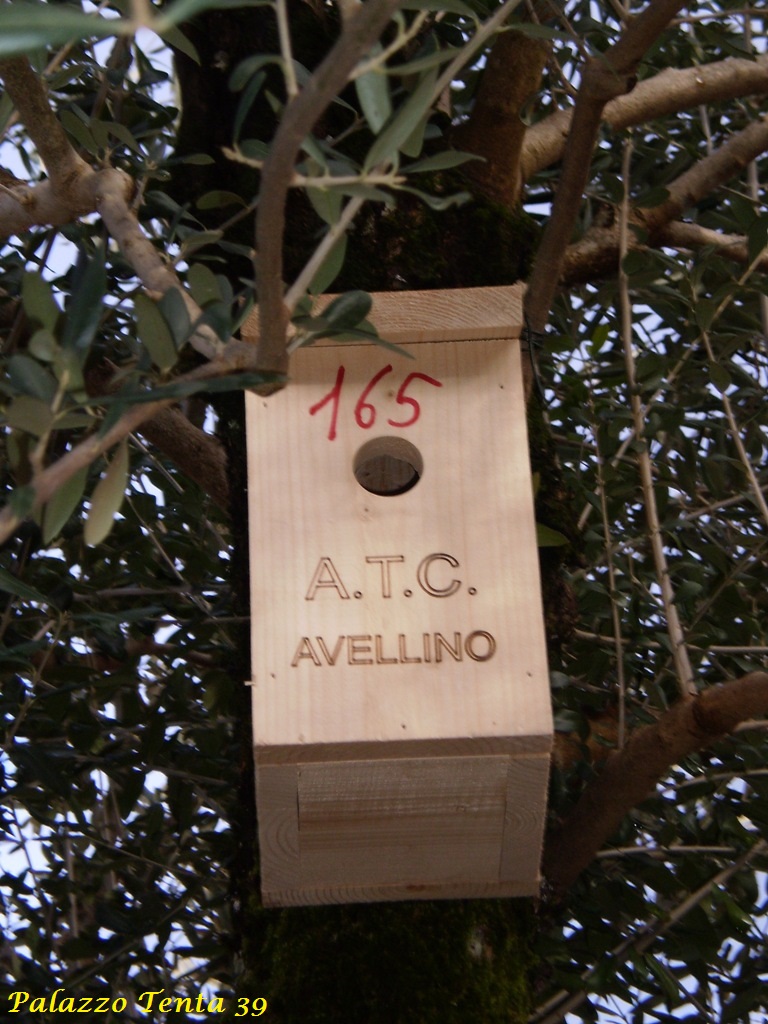 165
A.T.C.
AVELLINO
Palazzo Tenta 39